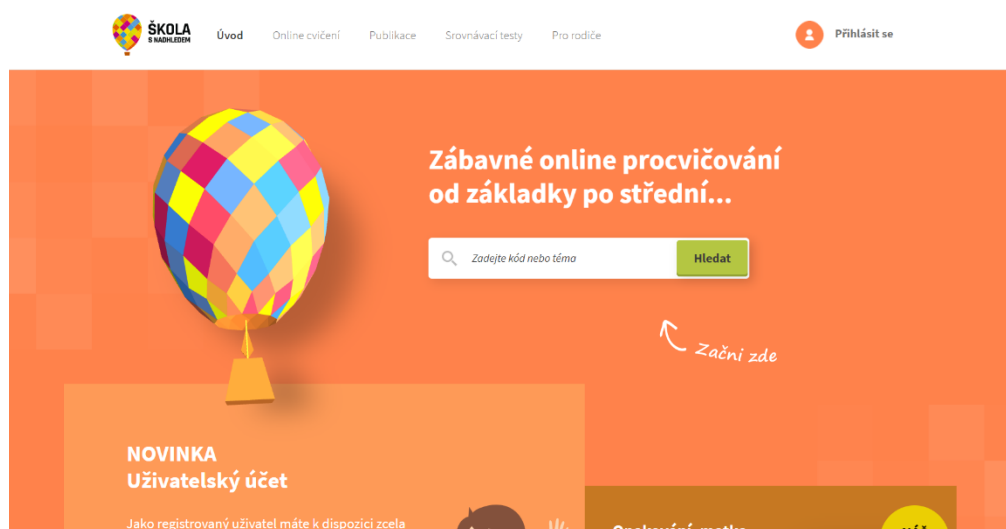 ŠKOLA
S NADHLEDEM
Úvod
Online cvičení
Publikace
Srovnávací testy
Pro rodiče
Přihlásit se
Zábavné online procvičování
od základky po střední...
Zadejte kód nebo téma
Hledat
Začni zde
NOVINKA
Uživatelský účet
Jako registrovaný uživatel máte k dispozici zcela